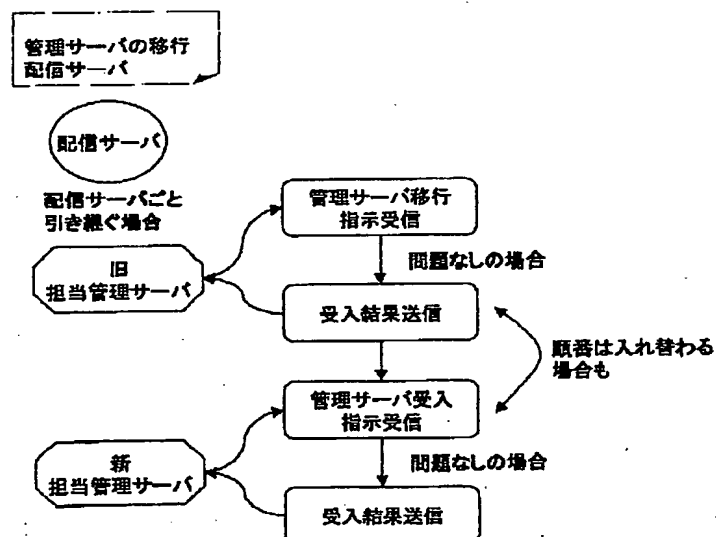 管理サーバの移行
配信サーバ
配信サーバ
配信サーバごと
引き継ぐ場合
管理サーバ移行
指示受信
問題なしの場合
旧
担当管理サーバ
受入結果送信
順番は入れ替わる
場合も
管理サーバ受入
指示受信
問題なしの場合
新
担当管理サーバ
受入結果送信